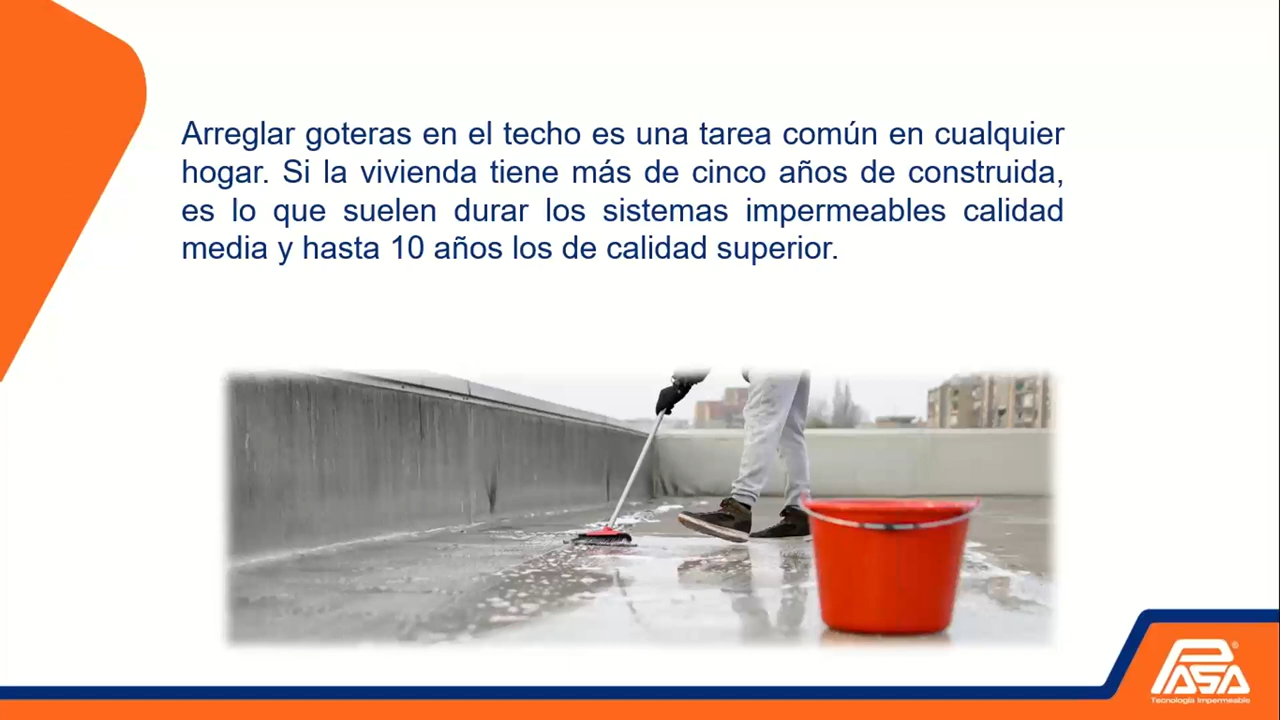 Arreglar goteras en el techo es una tarea común en cualquier
hogar. Si la vivienda tiene más de cinco años de construida,
es lo que suelen durar los sistemas impermeables calidad
media y hasta 10 años los de calidad superior.
PASA®
Tecnología Impermeable